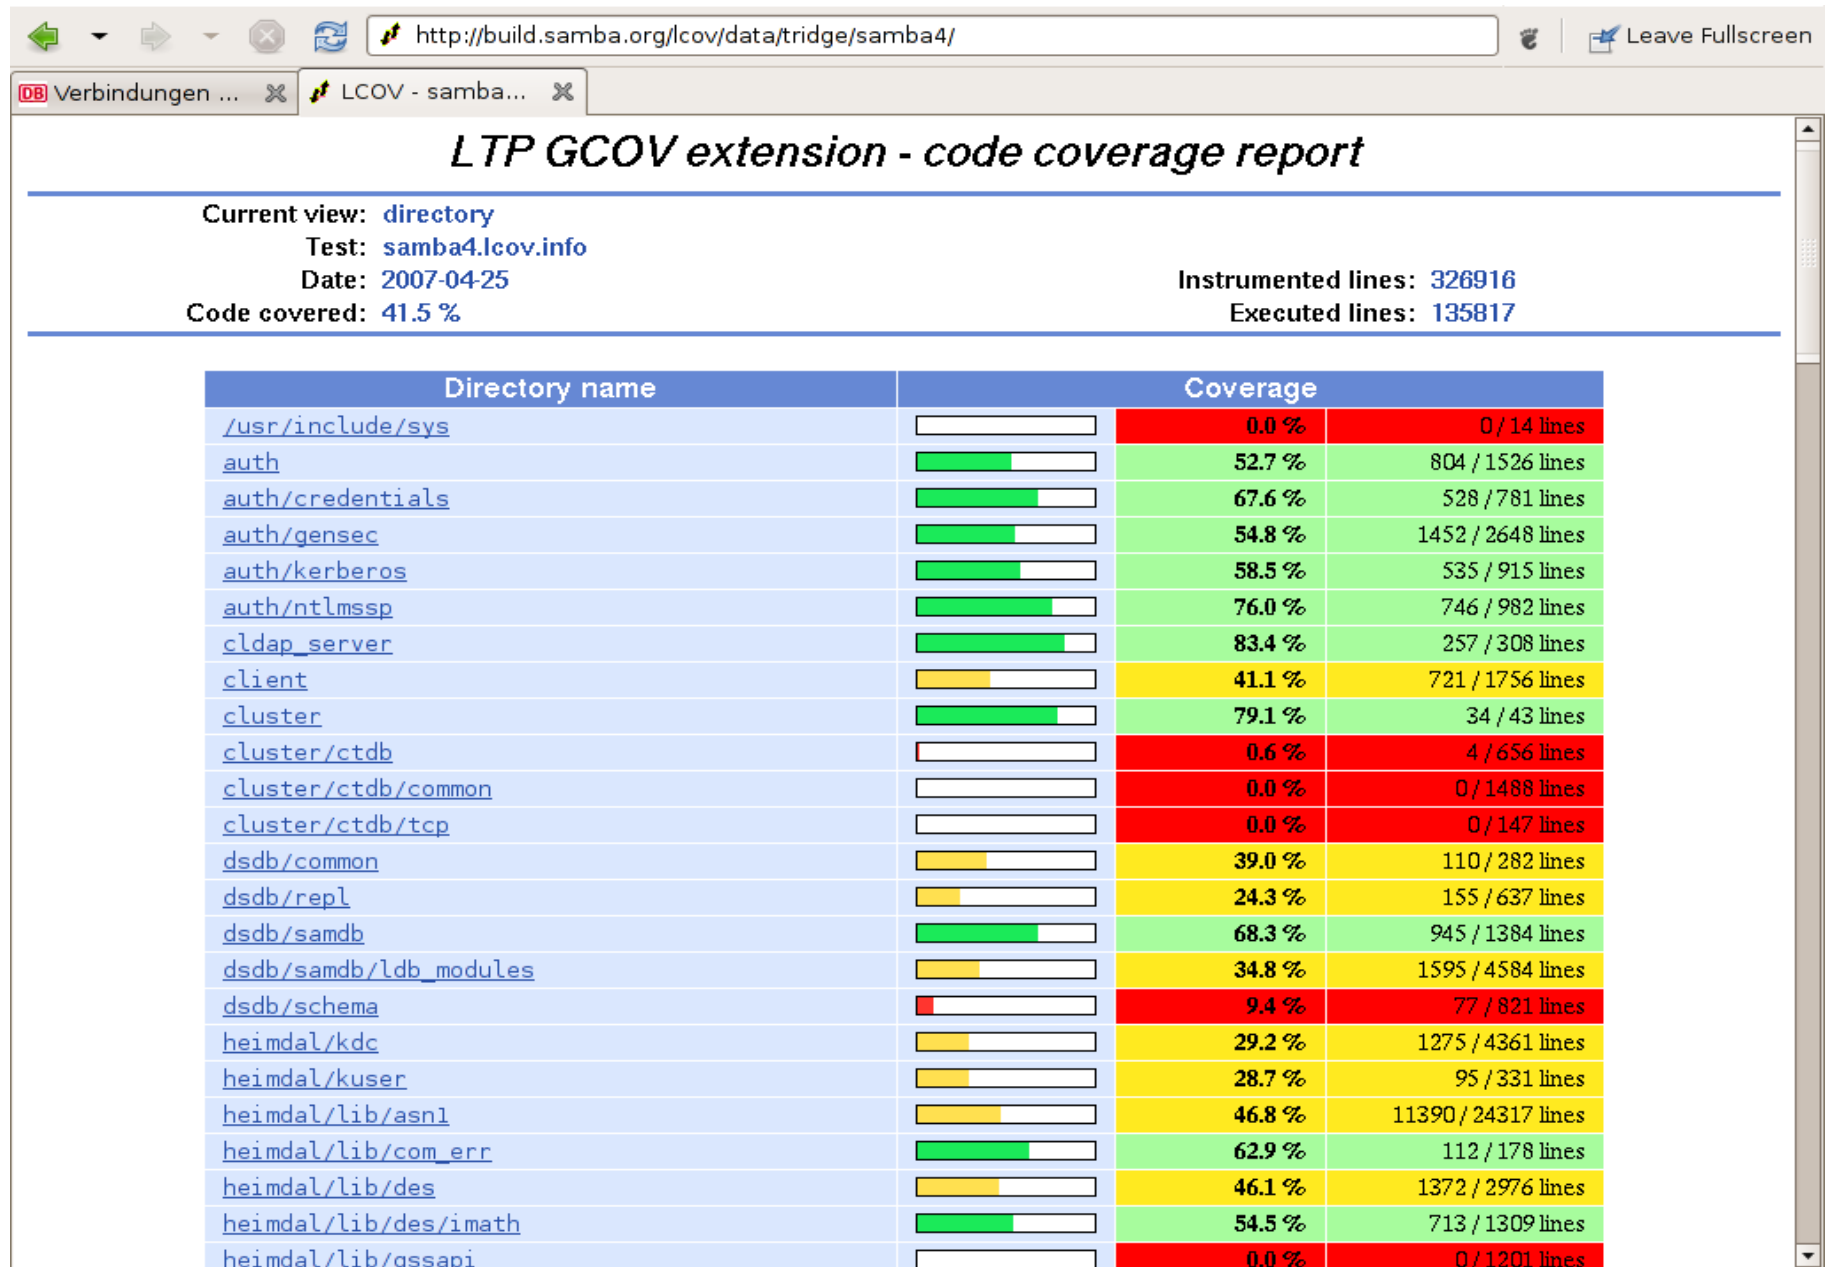 http://build.samba.org/lcov/data/tridge/samba4/
Leave Fullscreen
DB Verbindungen ...
LCOV - samba...
LTP GCOV extension - code coverage report
Current view: directory
Test: samba4.lcov.info
Date: 2007-04-25 Instrumented lines: 326916
Code covered: 41.5 % Executed lines: 135817
Directory name Coverage
/usr/include/sys 0.0 % 0 / 14 lines
auth 52.7 % 804 / 1526 lines
auth/credentials 67.6 % 528 / 781 lines
auth/gensec 54.8 % 1452 / 2648 lines
auth/kerberos 58.5 % 535 / 915 lines
auth/ntlmssp 76.0 % 746 / 982 lines
cldap_server 83.4 % 257 / 308 lines
client 41.1 % 721 / 1756 lines
cluster 79.1 % 34 / 43 lines
cluster/ctdb 0.6 % 4 / 656 lines
cluster/ctdb/common 0.0 % 0 / 1488 lines
cluster/ctdb/tcp 0.0 % 0 / 147 lines
dsdb/common 39.0 % 110 / 282 lines
dsdb/repl 24.3 % 155 / 637 lines
dsdb/samdb 68.3 % 945 / 1384 lines
dsdb/samdb/ldb_modules 34.8 % 1595 / 4584 lines
dsdb/schema 9.4 % 77 / 821 lines
heimdal/kdc 29.2 % 1275 / 4361 lines
heimdal/kuser 28.7 % 95 / 331 lines
heimdal/lib/asn1 46.8 % 11390 / 24317 lines
heimdal/lib/com_err 62.9 % 112 / 178 lines
heimdal/lib/des 46.1 % 1372 / 2976 lines
heimdal/lib/des/imath 54.5 % 713 / 1309 lines
heimdal/lib/gssapi 0.0 % 0 / 1201 lines